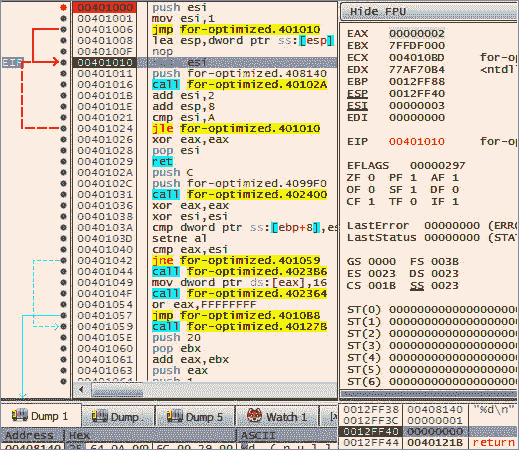 00401000 push esi
00401001 mov esi,1
00401006 jmp for-optimized.401010
00401008 lea esp,dword ptr ss:[esp]
0040100F nop
EIP 00401010 push esi
00401011 push for-optimized.408140
00401016 call for-optimized.40102A
0040101B add esi,2
0040101E add esp,8
00401021 cmp esi,A
00401024 jle for-optimized.401010
00401026 xor eax,eax
00401028 pop esi
00401029 ret
0040102A push C
0040102C push for-optimized.4099F0
00401031 call for-optimized.402400
00401036 xor eax,eax
00401038 xor esi,esi
0040103A cmp dword ptr ss:[ebp+8],es
0040103D setne al
00401040 cmp eax,esi
00401042 jne for-optimized.401059
00401044 call for-optimized.4023B6
00401049 mov dword ptr ds:[eax],16
0040104F call for-optimized.402364
00401054 or eax,FFFFFFFF
00401057 jmp for-optimized.4010B8
00401059 call for-optimized.40127B
0040105E push 20
00401060 pop ebx
00401061 add eax,ebx
00401063 push eax
00401064 push 1
Hide FPU
EAX 00000002
EBX 7FFDF000
ECX 004010BD for-o
EDX 77AF70B4 <ntdll
EBP 0012FF88
ESP 0012FF40
ESI 00000003
EDI 00000000
EIP 00401010 for-o
EFLAGS 00000297
ZF 0 PF 1 AF 1
OF 0 SF 1 DF 0
CF 1 TF 0 IF 1
LastError 00000000 (ERRO
LastStatus 00000000 (STAT
GS 0000 FS 003B
ES 0023 DS 0023
CS 001B SS 0023
ST(0) 000000000000000000
ST(1) 000000000000000000
ST(2) 000000000000000000
ST(3) 000000000000000000
ST(4) 000000000000000000
ST(5) 000000000000000000
ST(6) 000000000000000000
Dump 1 Dump Dump 5 Watch 1
Address Hex ASCII
0012FF38 00408140 "%d\n"
0012FF3C 00000001
0012FF40 00000000
0012FF44 0040121B return